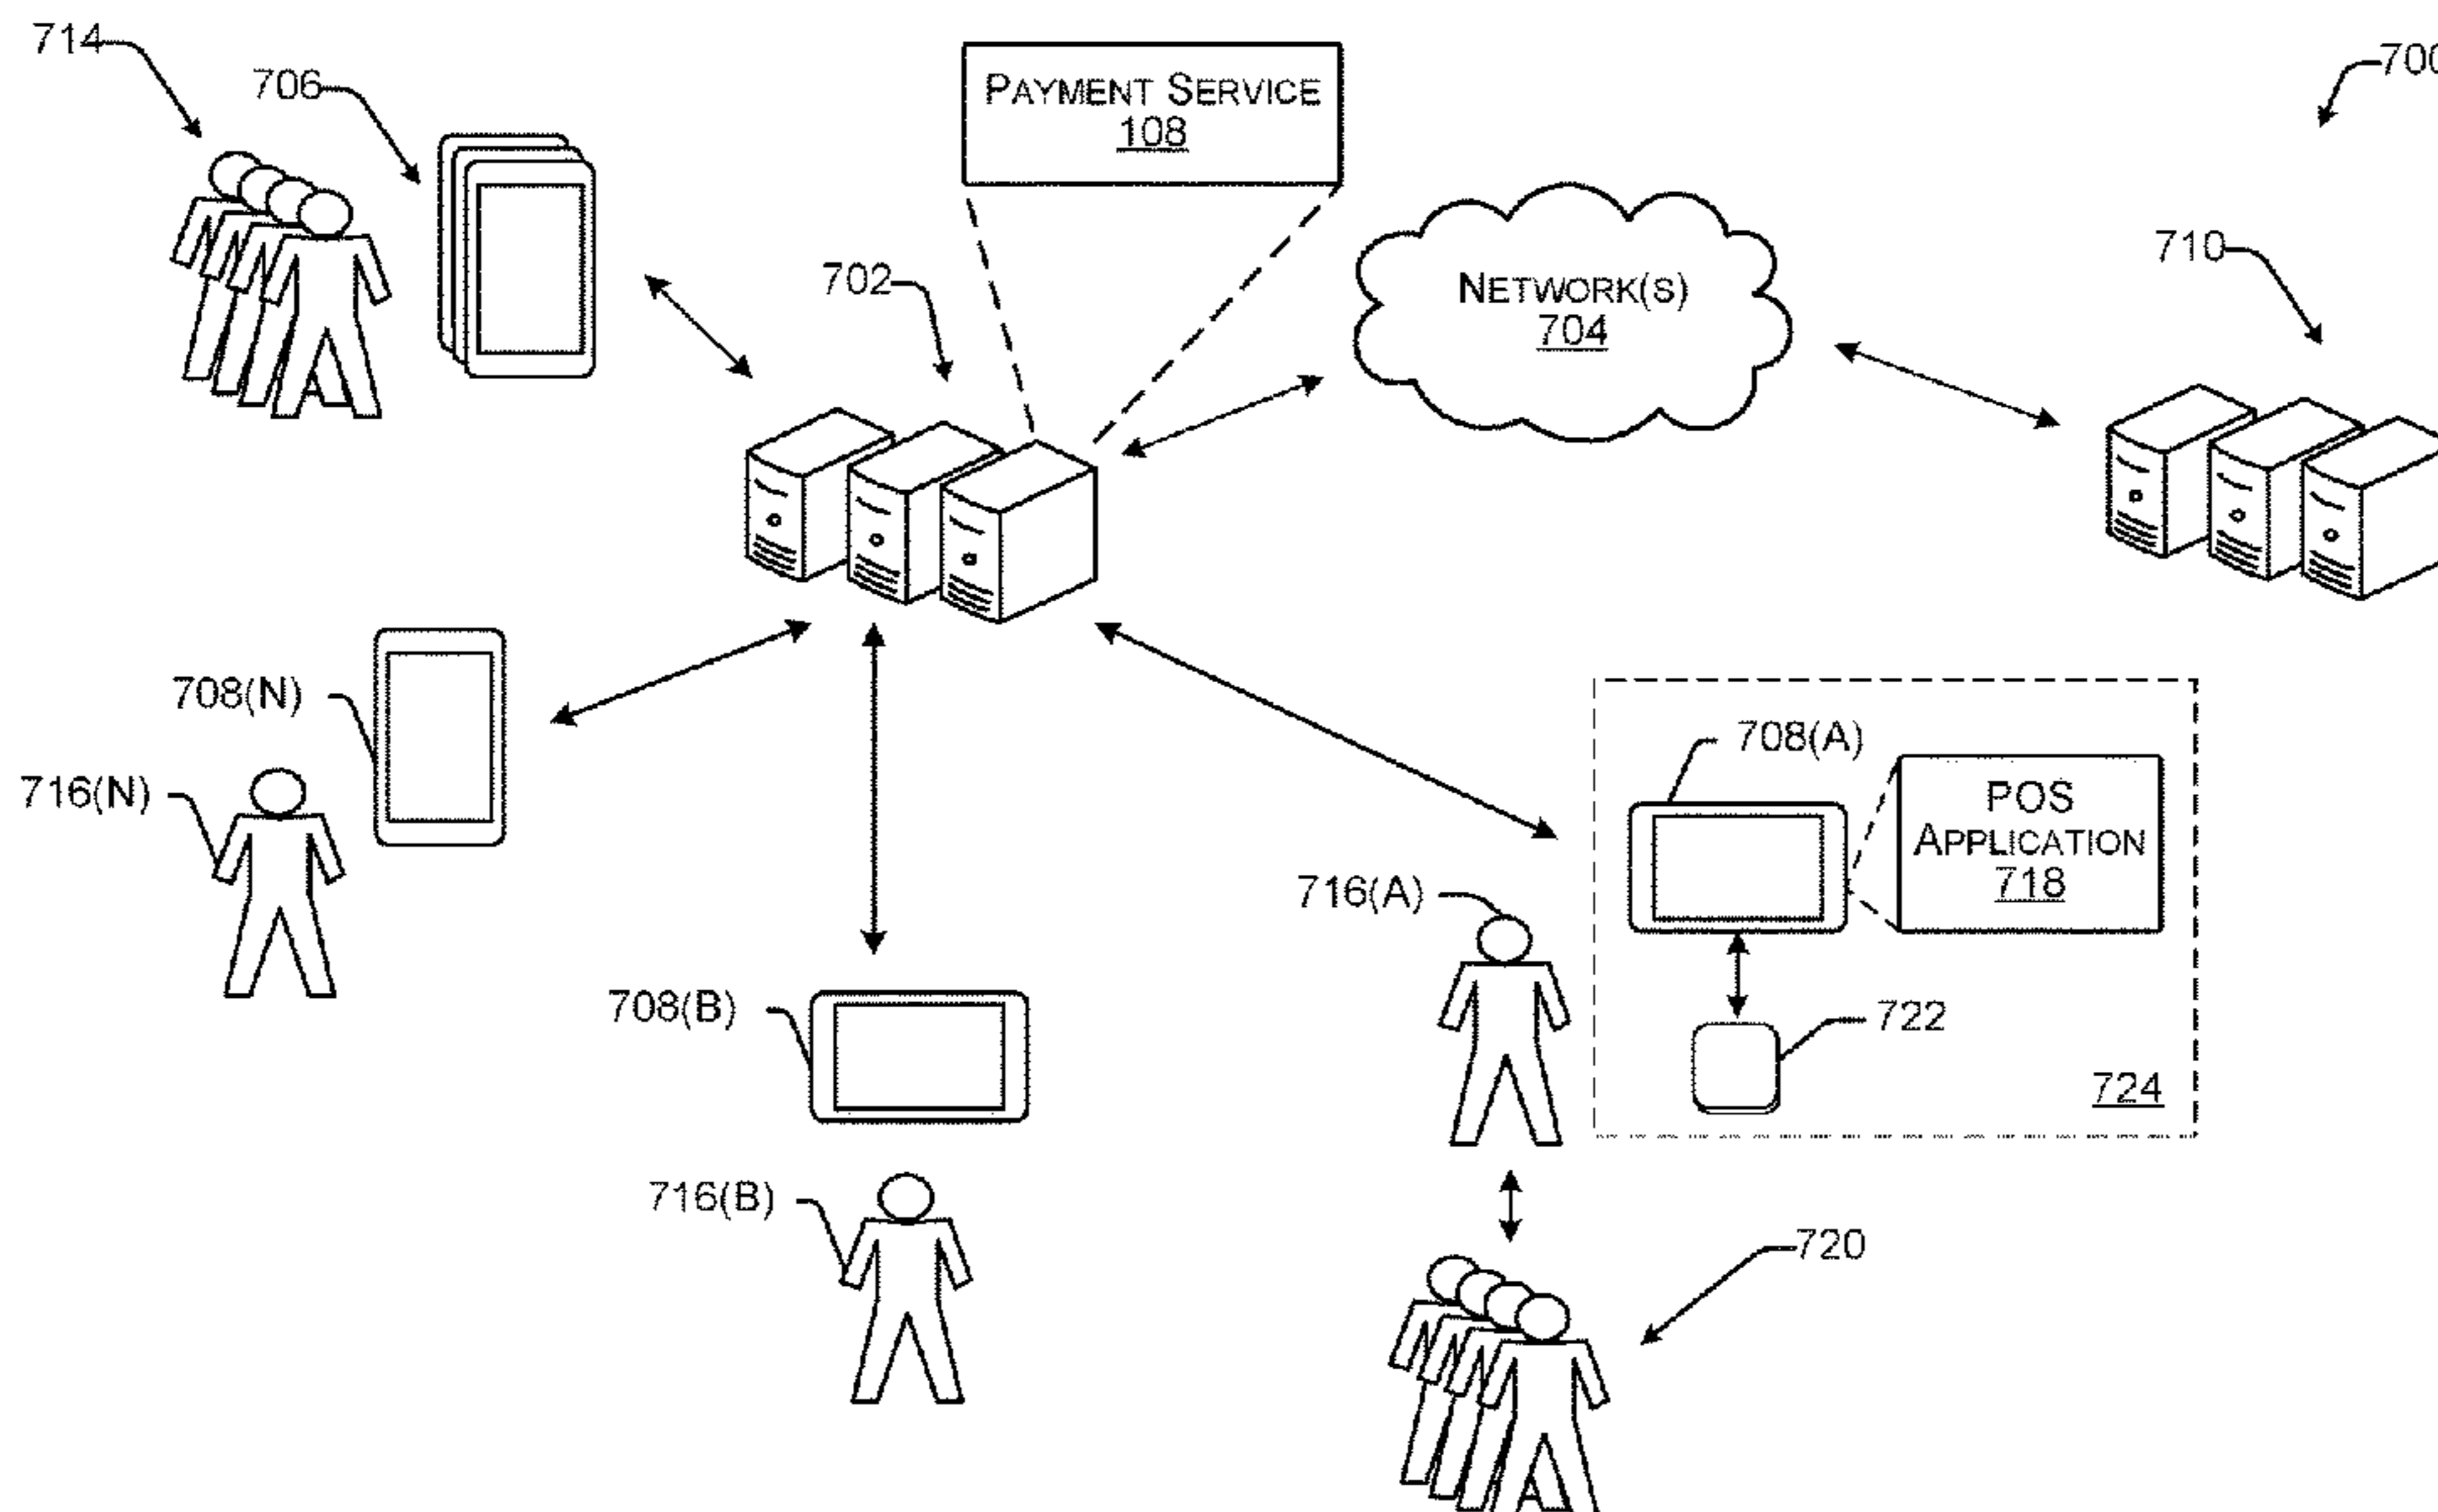 714
706
PAYMENT SERVICE
108
700
702
NETWORK(S)
704
710
708(N)
716(N)
708(A)
POS
APPLICATION
718
716(A)
708(B)
722
724
716(B)
720